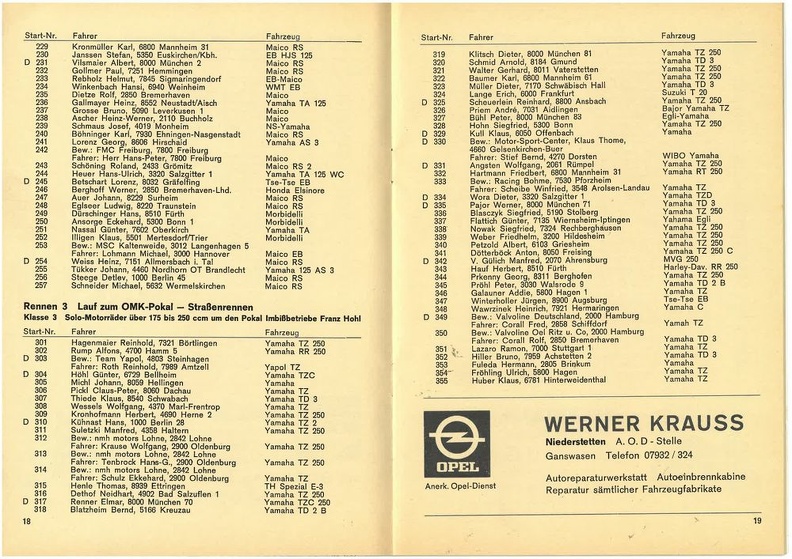 Start-Nr. Fahrer Fahrzeug
229 Kronmüller Karl, 6800 Mannheim 31 Maico RS
230 Janssen Stefan, 5350 Euskirchen/Kbh. EB HJS 125
D 231 Vilsmaier Albert, 8000 München 2 Maico RS
232 Gollmer Paul, 7251 Hemmingen Maico RS
233 Rebholz Helmut, 7845 Sigmaringendorf EB-Maico
234 Winkenbach Hansi, 6940 Weinheim WMT EB
235 Dietze Rolf, 2850 Bremerhaven Maico
236 Gallmayer Heinz, 8552 Neustadt/Aisch Yamaha TA 125
237 Grosse Bruno, 5090 Leverkusen 1 Maico
238 Ascher Heinz-Werner, 2110 Buchholz Maico
239 Schmaus Josef, 4019 Monheim NS-Yamaha
240 Böhninger Karl, 7930 Ehningen-Nasgenstadt Maico RS
241 Lorenz Georg, 8606 Hirschaid Yamaha AS 3
242 Bew.: FMC Freiburg, 7800 Freiburg
Fahrer: Herr Hans-Peter, 7800 Freiburg Maico
243 Schöning Roland, 2433 Grömitz Maico RS 2
244 Heuer Hans-Ulrich, 3320 Salzgitter 1 Yamaha TA 125 WC
D 245 Betschart Lorenz, 8032 Gräfelfing Tse-Tse EB
246 Berghoff Werner, 2850 Bremerhaven-Lhd. Honda Elsinore
247 Auer Johann, 8229 Surheim Maico RS
248 Eglseer Ludwig, 8220 Traunstein Maico RS
249 Dürschinger Hans, 8510 Fürth Morbidelli
250 Ansorge Eckehard, 5300 Bonn 1 Morbidelli
251 Nassal Günter, 7602 Oberkirch Yamaha TA
252 Illigen Klaus, 5501 Mertesdorf/Trier Morbidelli
253 Bew.: MSC Kaltenweide, 3012 Langenhagen 5
Fahrer: Lohmann Michael, 3000 Hannover Maico EB
D 254 Weiss Heinz, 7151 Allmersbach i. Tal Maico RS
255 Tükker Johann, 4460 Nordhorn OT Brandlecht Yamaha 125 AS 3
256 Steege Detlev, 1000 Berlin 45 Maico RS
257 Schneider Michael, 5632 Wermelskirchen Maico RS
Rennen 3 Lauf zum OMK-Pokal – Straßenrennen
Klasse 3 Solo-Motorräder über 175 bis 250 ccm um den Pokal Imbißbetriebe Franz Hohl
Start-Nr. Fahrer Fahrzeug
301 Hagenmaier Reinhold, 7321 Börtlingen Yamaha TZ 250
302 Rump Alfons, 4700 Hamm 5 Yamaha RR 250
D 303 Bew.: Team Yapol, 4803 Steinhagen
Fahrer: Roth Reinhold, 7989 Amtzell Yapol TZ
D 304 Höhl Günter, 6729 Bellheim Yamaha TZC
305 Michl Johann, 8059 Hellingen Yamaha
306 Pickl Claus-Peter, 8060 Dachau Yamaha TZ
307 Thiede Klaus, 8540 Schwabach Yamaha TD 3
308 Wessels Wolfgang, 4370 Marl-Frentrop Yamaha TZ
309 Kronhofmann Herbert, 4690 Herne 2 Yamaha TZ 250
D 310 Kühnast Hans, 1000 Berlin 28 Yamaha TZ 2
311 Suletzki Manfred, 4358 Haltern Yamaha TZ 250
312 Bew.: nmh motors Lohne, 2842 Lohne
Fahrer: Krause Wolfgang, 2900 Oldenburg Yamaha TZ 250
313 Bew.: nmh motors Lohne, 2842 Lohne
Fahrer: Tenbrock Hans-G., 2900 Oldenburg Yamaha TZ 250
314 Bew.: nmh motors Lohne, 2842 Lohne
Fahrer: Schulz Ekkehard, 2900 Oldenburg Yamaha TZ
315 Henle Thomas, 8939 Ettringen TH Spezial E-3
316 Dethof Neidhart, 4902 Bad Salzuflen 1 Yamaha TZ 250
D 317 Renner Elmar, 8000 München 70 Yamaha TZC 250
318 Blatzheim Bernd, 5166 Kreuzau Yamaha TD 2 B
18
Start-Nr. Fahrer Fahrzeug
319 Klitsch Dieter, 8000 München 81 Yamaha TZ 250
320 Schmid Arnold, 8184 Gmund Yamaha TD 3
321 Walter Gerhard, 8011 Vaterstetten Yamaha TZ 250
322 Baumer Karl, 6800 Mannheim 61 Yamaha TZ 250
323 Müller Dieter, 7170 Schwäbisch Hall Yamaha TD 3
324 Lange Erich, 6000 Frankfurt Suzuki T 20
D 325 Scheuerlein Reinhard, 8800 Ansbach Yamaha TZ 250
326 Priem André, 7031 Aidlingen Bajor Yamaha TZ
327 Bühl Peter, 8000 München 83 Egli-Yamaha
328 Hohn Siegfried, 5300 Bonn Yamaha TZ 250
D 329 Kull Klaus, 6050 Offenbach Yamaha
D 330 Bew.: Motor-Sport-Center, Klaus Thome,
4660 Gelsenkirchen-Buer
Fahrer: Stief Bernd, 4270 Dorsten WIBO Yamaha
D 331 Angsten Wolfgang, 2061 Rümpel Yamaha TZ 250
332 Hartmann Friedbert, 6800 Mannheim 31 Yamaha RT 250
333 Bew.: Racing Bohme, 7530 Pforzheim
Fahrer: Scheibe Winfried, 3548 Arolsen-Landau Yamaha TZ
D 334 Wora Dieter, 3320 Salzgitter 1 Yamaha TZD
D 335 Pajor Werner, 8000 München 71 Yamaha TD 3
336 Blasczyk Siegfried, 5190 Stolberg Yamaha TZ
337 Flattich Günter, 7135 Wiernsheim-Iptingen Yahama Egli
338 Nowak Siegfried, 7324 Rechberghäusen Yamaha TZ
339 Weber Friedhelm, 3200 Hildesheim Yamaha TZ
340 Petzold Albert, 6103 Griesheim Yamaha TZ
341 Dötterböck Anton, 8050 Freising Yamaha TZ 250 C
D 342 V. Gülich Manfred, 2070 Ahrensburg MVG 250
343 Hauf Herbert, 8510 Fürth Harley-Dav. RR 250
344 Prkenny Georg, 8311 Berghofen Yamaha TZ
345 Pröhl Peter, 3030 Walsrode 9 Yamaha TD 2 B
346 Galauner Addie, 5800 Hagen 1 Yamaha TZ
347 Winterholler Jürgen, 8900 Augsburg Tse-Tse EB
348 Wawrzinek Heinrich, 7921 Hermaringen Yamaha C
D 349 Bew.: Valvoline Deutschland, 2000 Hamburg
Fahrer: Corall Fred, 2858 Schiffdorf Yamah TZ
350 Bew.: Valvoline Oel Ritz u. Co, 2000 Hamburg
Fahrer: Corall Rolf, 2850 Bremerhaven Yamaha TD 3
351 Lazaro Ramon, 7000 Stuttgart 1 Yamaha TZ
352 Hiller Bruno, 7959 Achstetten 2 Yamaha TD 3
353 Fuleda Hermann, 2805 Brinkum Yamaha
354 Fröhling Ulrich, 5800 Hagen Yamaha TZ
355 Huber Klaus, 6781 Hinterweidenthal Yamaha TZ
OPEL
Anerk. Opel-Dienst
WERNER KRAUSS
Niederstetten A. O. D - Stelle
Ganswasen Telefon 07932 / 324
Autoreparaturwerkstatt Autoeinbrennkabine
Reparatur sämtlicher Fahrzeugfabrikate
19